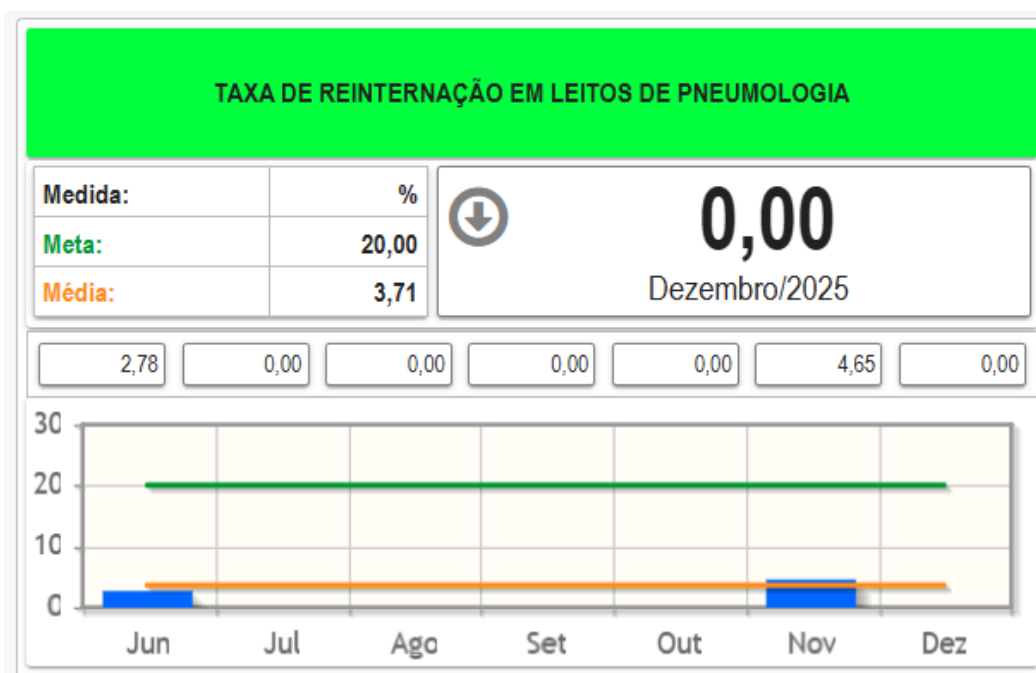 TAXA DE REINTERNAÇÃO EM LEITOS DE PNEUMOLOGIA
Medida: %
Meta: 20,00
Média: 3,71
0,00
Dezembro/2025
2,78 0,00 0,00 0,00 0,00 4,65 0,00
30
20
10
0
Jun Jul Ago Set Out Nov Dez